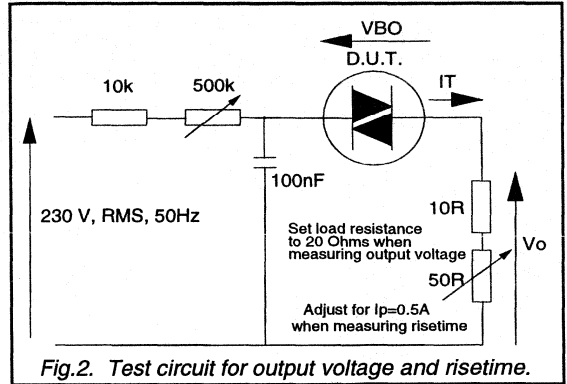 VBO
D.U.T.
IT
10k
500k
100nF
230 V, RMS, 50Hz
10R
Set load resistance
to 20 Ohms when
measuring output voltage
Vo
50R
Adjust for Ip=0.5A
when measuring risetime
Fig.2. Test circuit for output voltage and risetime.